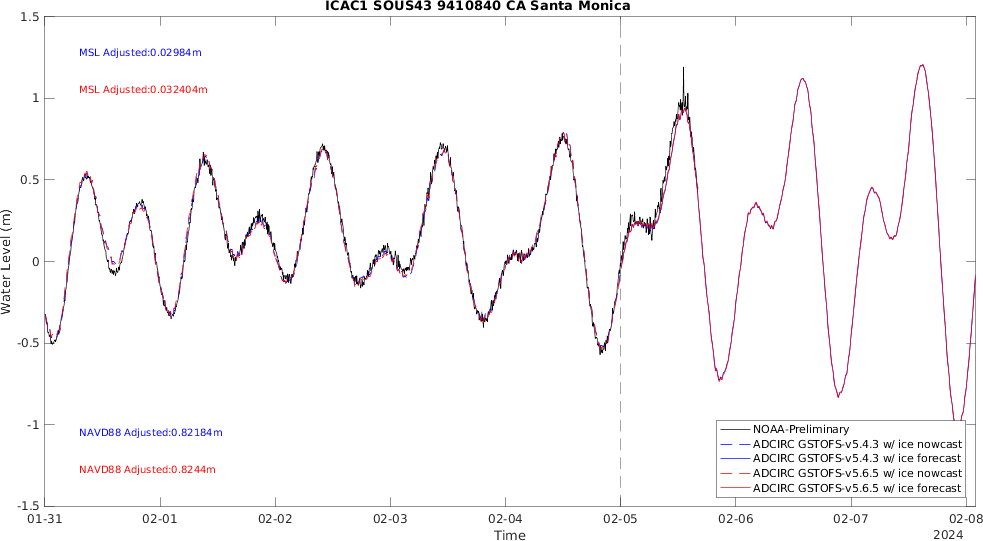 ICAC1 SOUS43 9410840 CA Santa Monica
1.5
MSL Adjusted:0.02984m
MSL Adjusted:0.032404m
1
0.5
0
-0.5
-1
-1.5
Water Level (m)
NAVD88 Adjusted:0.82184m
NAVD88 Adjusted:0.8244m
NOAA-Preliminary
ADCIRC GSTOFS-v5.4.3 w/ ice nowcast
ADCIRC GSTOFS-v5.4.3 w/ ice forecast
ADCIRC GSTOFS-v5.6.5 w/ ice nowcast
ADCIRC GSTOFS-v5.6.5 w/ ice forecast
01-31 02-01 02-02 02-03 02-04 02-05 02-06 02-07 02-08
Time
2024